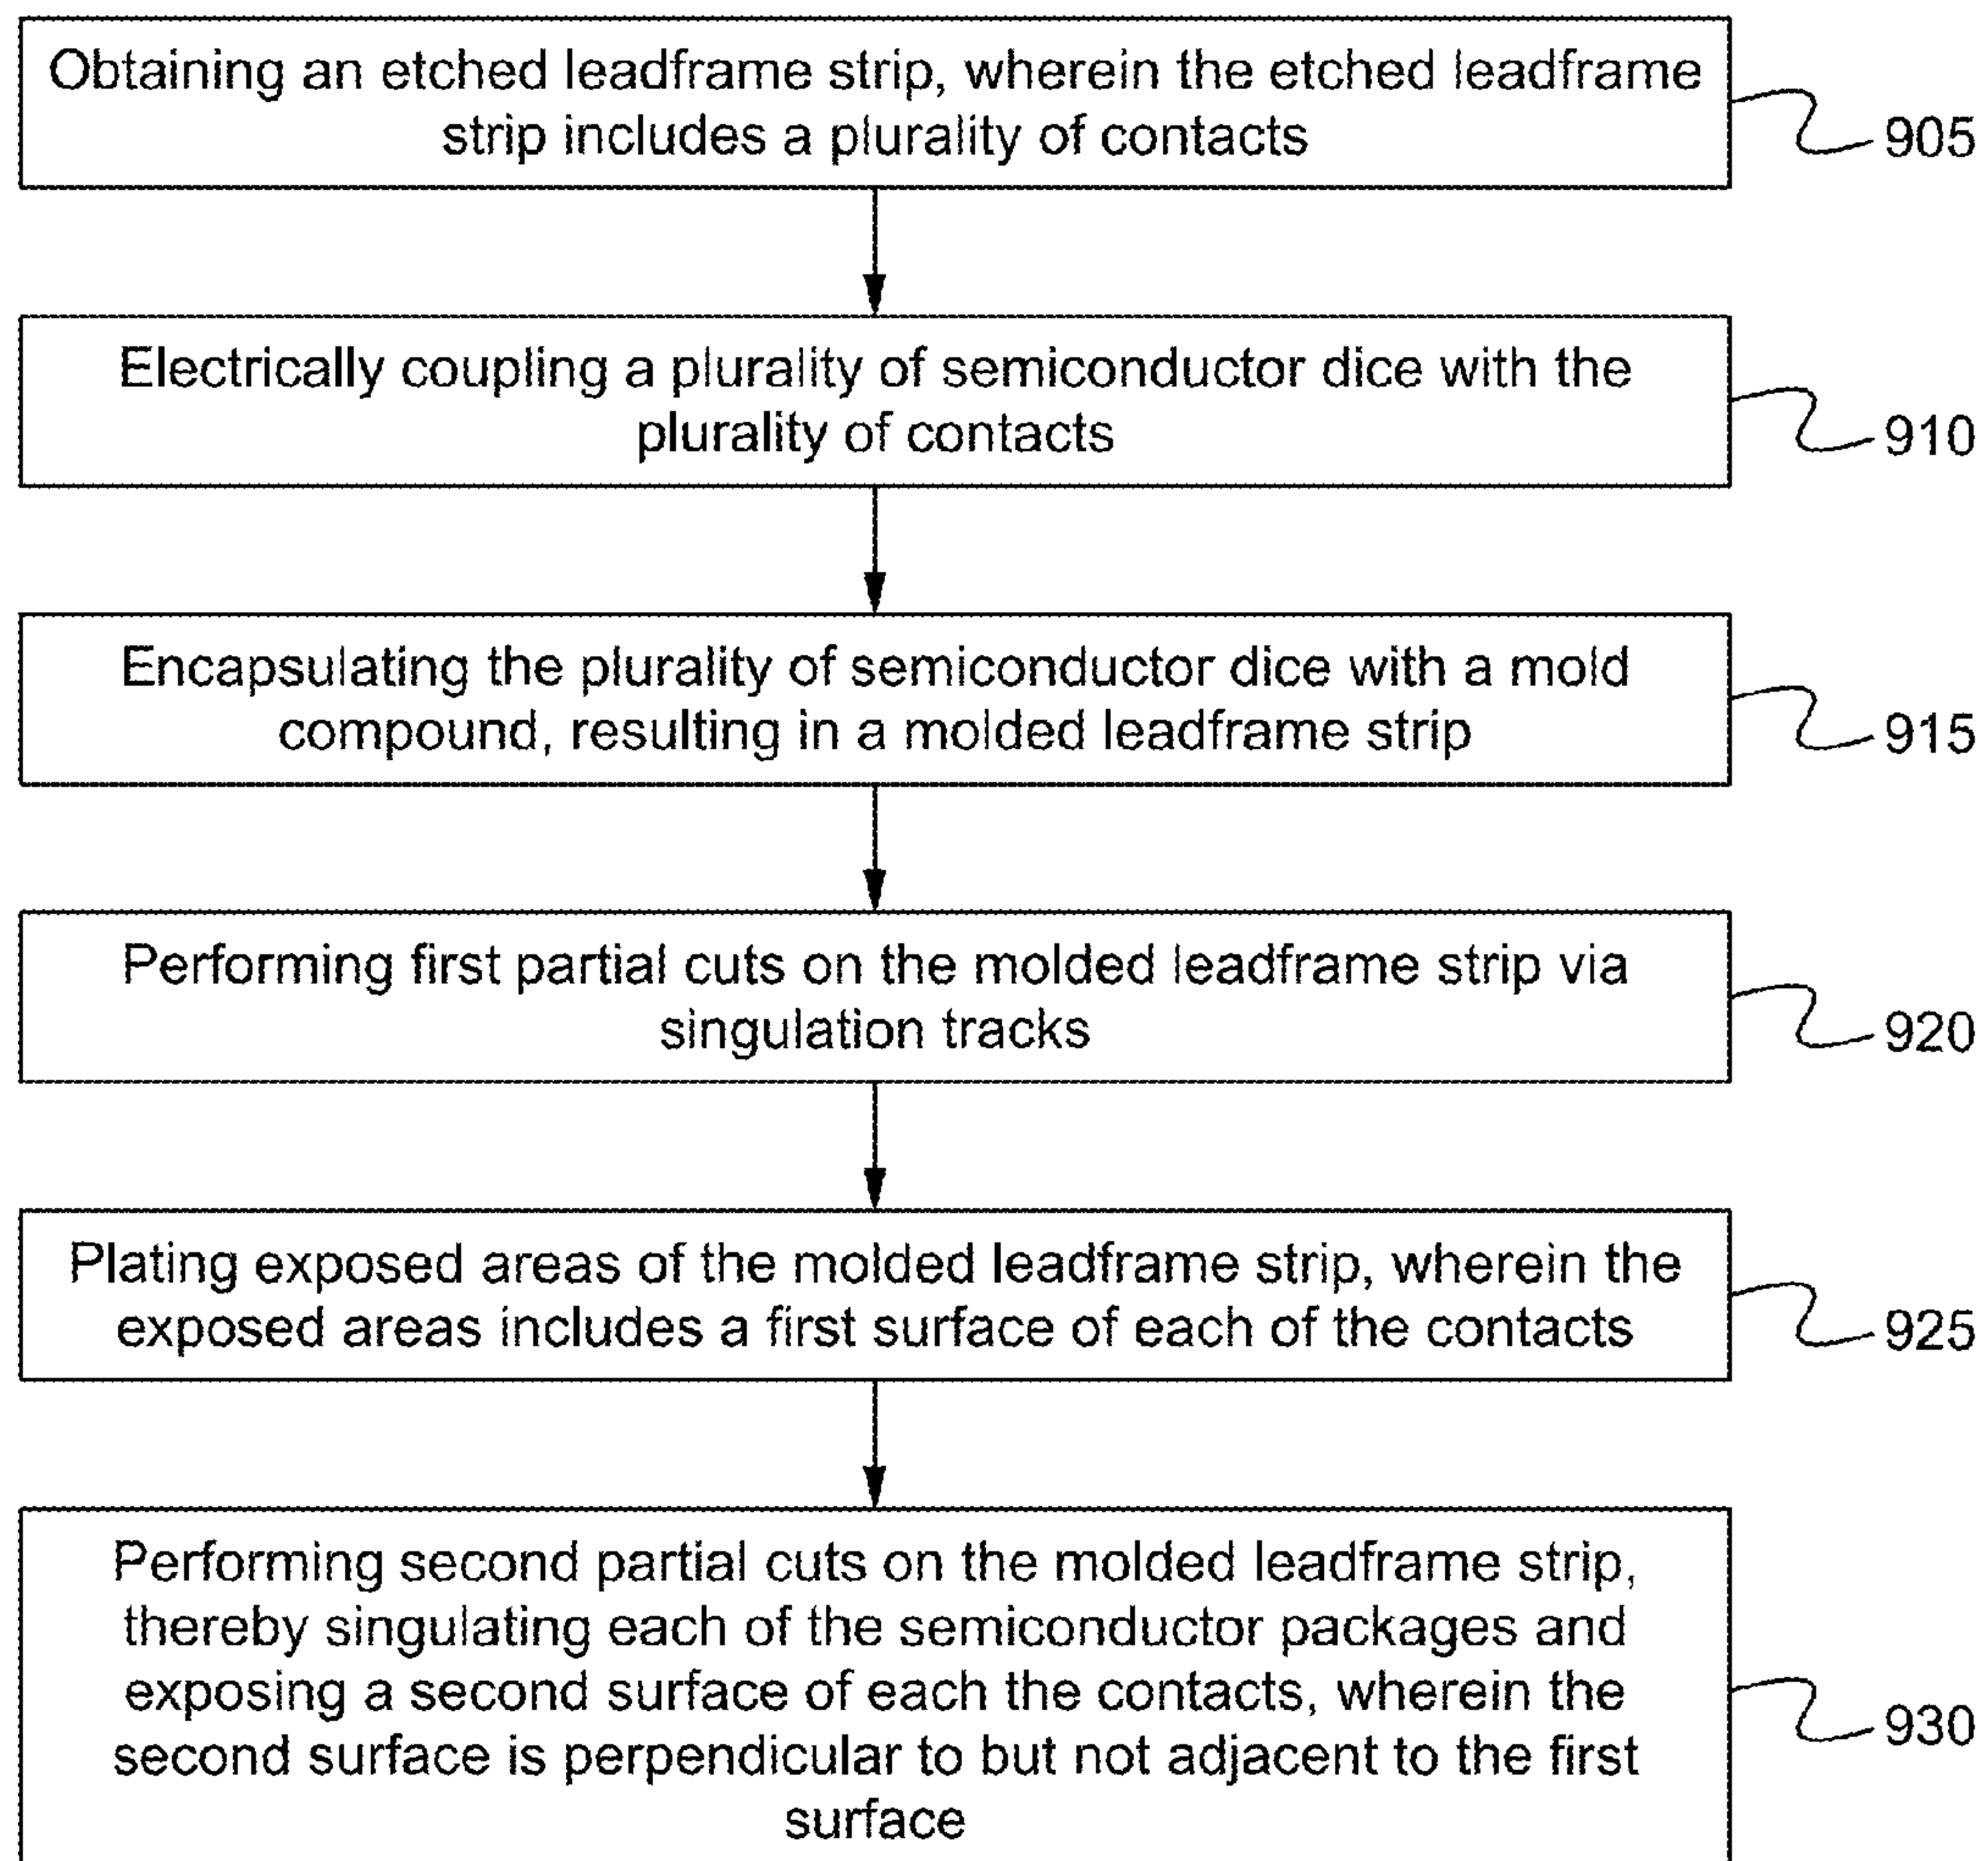 Obtaining an etched leadframe strip, wherein the etched leadframe
strip includes a plurality of contacts
905
Electrically coupling a plurality of semiconductor dice with the
plurality of contacts
910
Encapsulating the plurality of semiconductor dice with a mold
compound, resulting in a molded leadframe strip
915
Performing first partial cuts on the molded leadframe strip via
singulation tracks
920
Plating exposed areas of the molded leadframe strip, wherein the
exposed areas includes a first surface of each of the contacts
925
Performing second partial cuts on the molded leadframe strip,
thereby singulating each of the semiconductor packages and
exposing a second surface of each the contacts, wherein the
second surface is perpendicular to but not adjacent to the first
surface
930